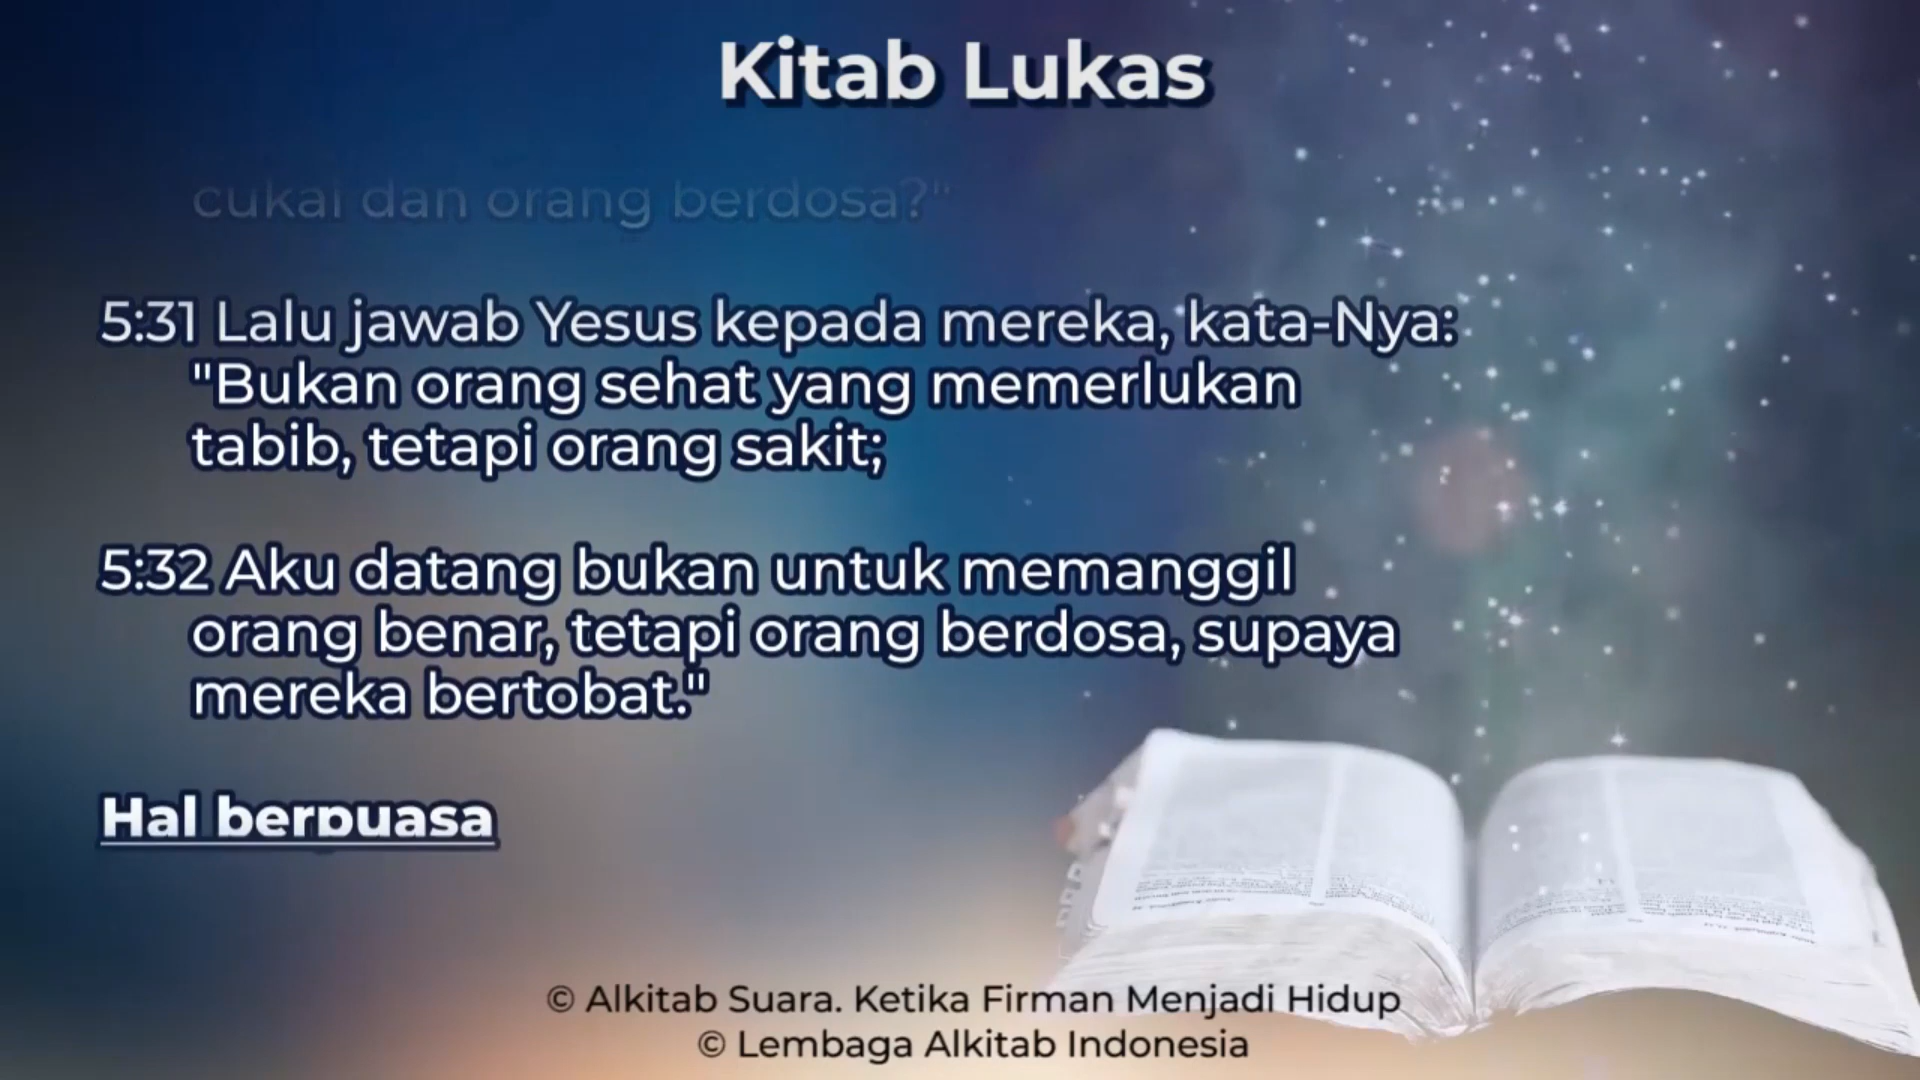 Kitab Lukas
cukai dan orang berdosa?"
5:31 Lalu jawab Yesus kepada mereka, kata-Nya:
"Bukan orang sehat yang memerlukan
tabib, tetapi orang sakit;
5:32 Aku datang bukan untuk memanggil
orang benar, tetapi orang berdosa, supaya
mereka bertobat."
Hal berpuasa
© Alkitab Suara. Ketika Firman Menjadi Hidup
© Lembaga Alkitab Indonesia